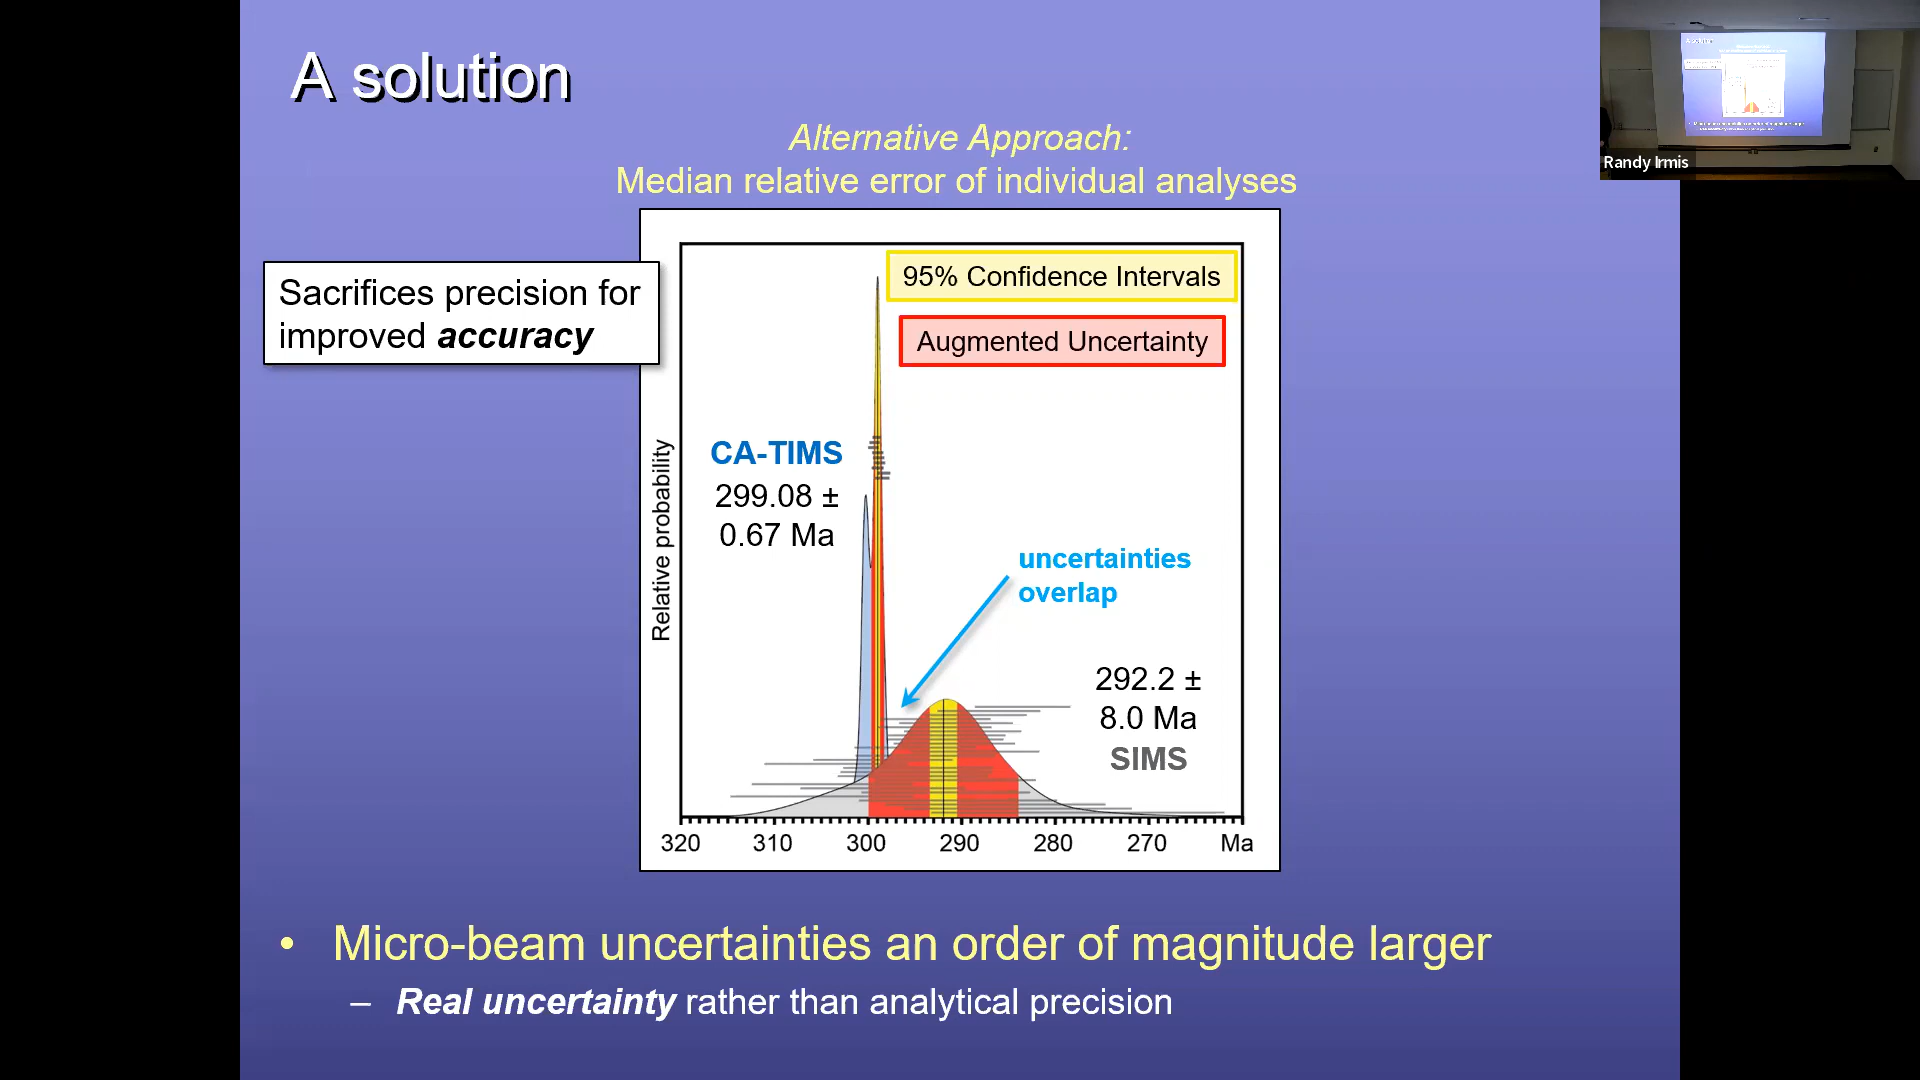 A solution
Alternative Approach:
Median relative error of individual analyses
Randy Irmis
Sacrifices precision for
improved accuracy
95% Confidence Intervals
Augmented Uncertainty
CA-TIMS
299.08 ±
0.67 Ma
uncertainties
overlap
292.2 ±
8.0 Ma
SIMS
Relative probability
320 310 300 290 280 270 Ma
• Micro-beam uncertainties an order of magnitude larger
– Real uncertainty rather than analytical precision